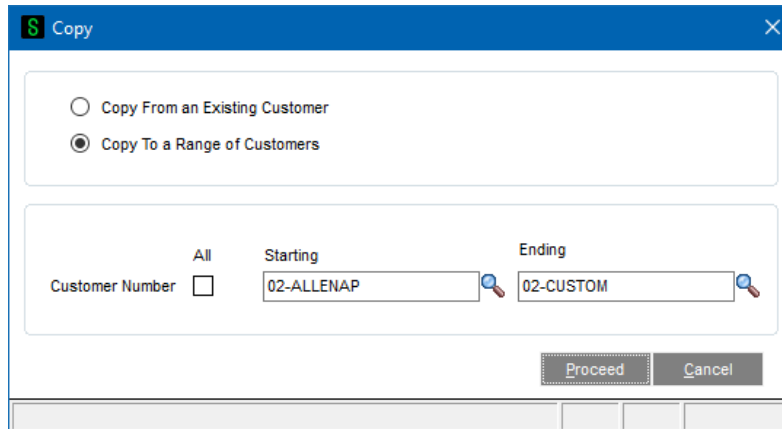 S Copy
Copy From an Existing Customer
Copy To a Range of Customers
All Starting Ending
Customer Number 02-ALLENAP 02-CUSTOM
Proceed Cancel